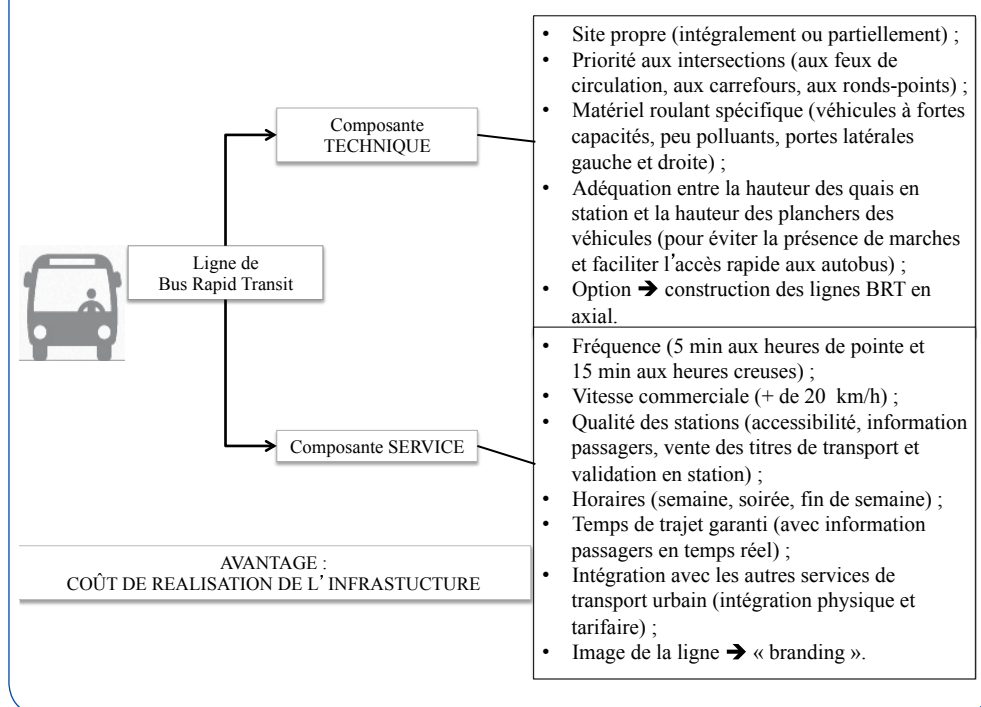 Ligne de
Bus Rapid Transit
Composante
TECHNIQUE
• Site propre (intégralement ou partiellement) ;
• Priorité aux intersections (aux feux de
circulation, aux carrefours, aux ronds-points) ;
• Matériel roulant spécifique (véhicules à fortes
capacités, peu polluants, portes latérales
gauche et droite) ;
• Adéquation entre la hauteur des quais en
station et la hauteur des planchers des
véhicules (pour éviter la présence de marches
et faciliter l’accès rapide aux autobus) ;
• Option ➔ construction des lignes BRT en
axial.
Composante SERVICE
• Fréquence (5 min aux heures de pointe et
15 min aux heures creuses) ;
• Vitesse commerciale (+ de 20 km/h) ;
• Qualité des stations (accessibilité, information
passagers, vente des titres de transport et
validation en station) ;
• Horaires (semaine, soirée, fin de semaine) ;
• Temps de trajet garanti (avec information
passagers en temps réel) ;
• Intégration avec les autres services de
transport urbain (intégration physique et
tarifaire) ;
• Image de la ligne ➔ « branding ».
AVANTAGE :
COÛT DE REALISATION DE L’ INFRASTUCTURE